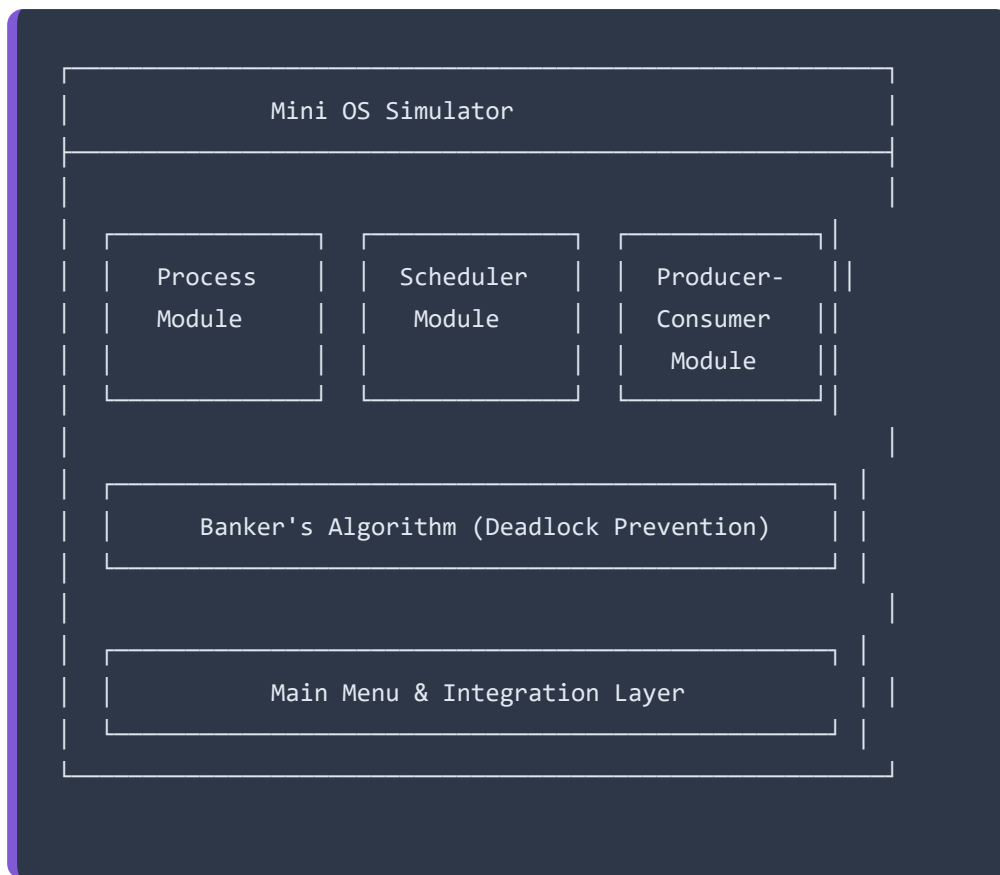 Mini OS Simulator
Process Scheduler Producer-
Module Module Consumer
Module
Banker's Algorithm (Deadlock Prevention)
Main Menu & Integration Layer